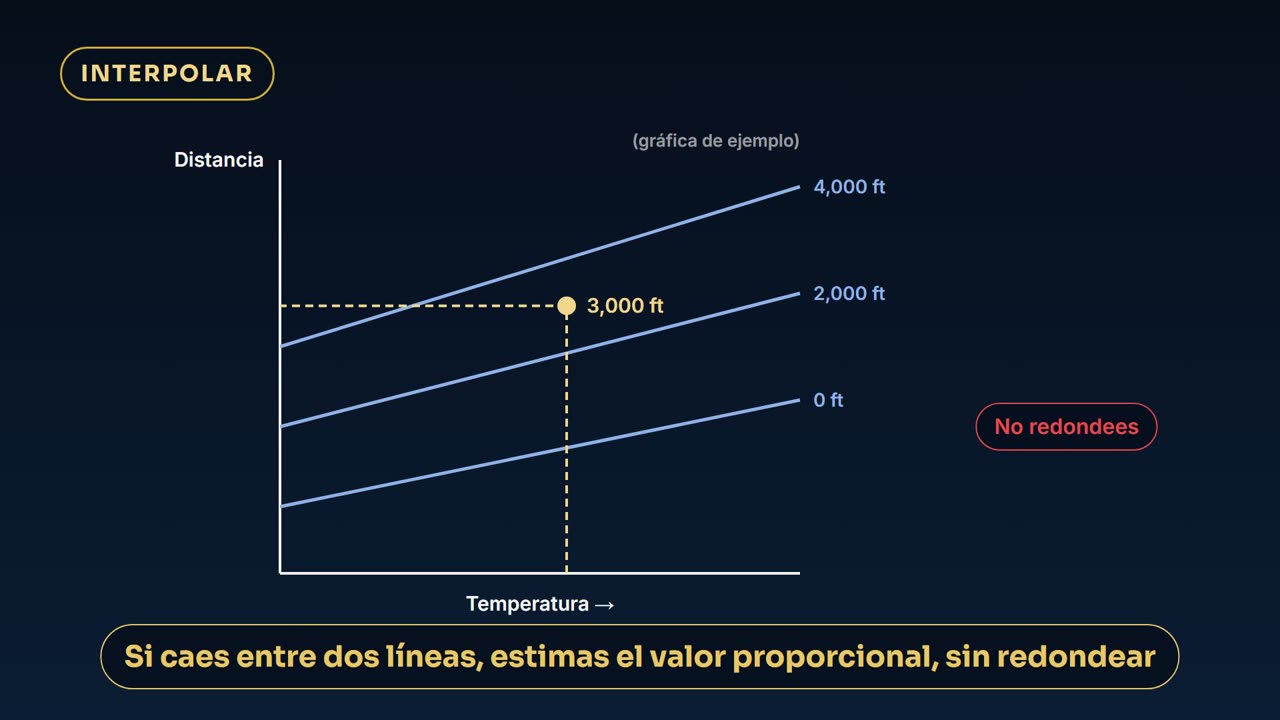 INTERPOLAR
(gráfica de ejemplo)
Distancia
4,000 ft
2,000 ft
3,000 ft
0 ft
No redondees
Temperatura →
Si caes entre dos líneas, estimas el valor proporcional, sin redondear